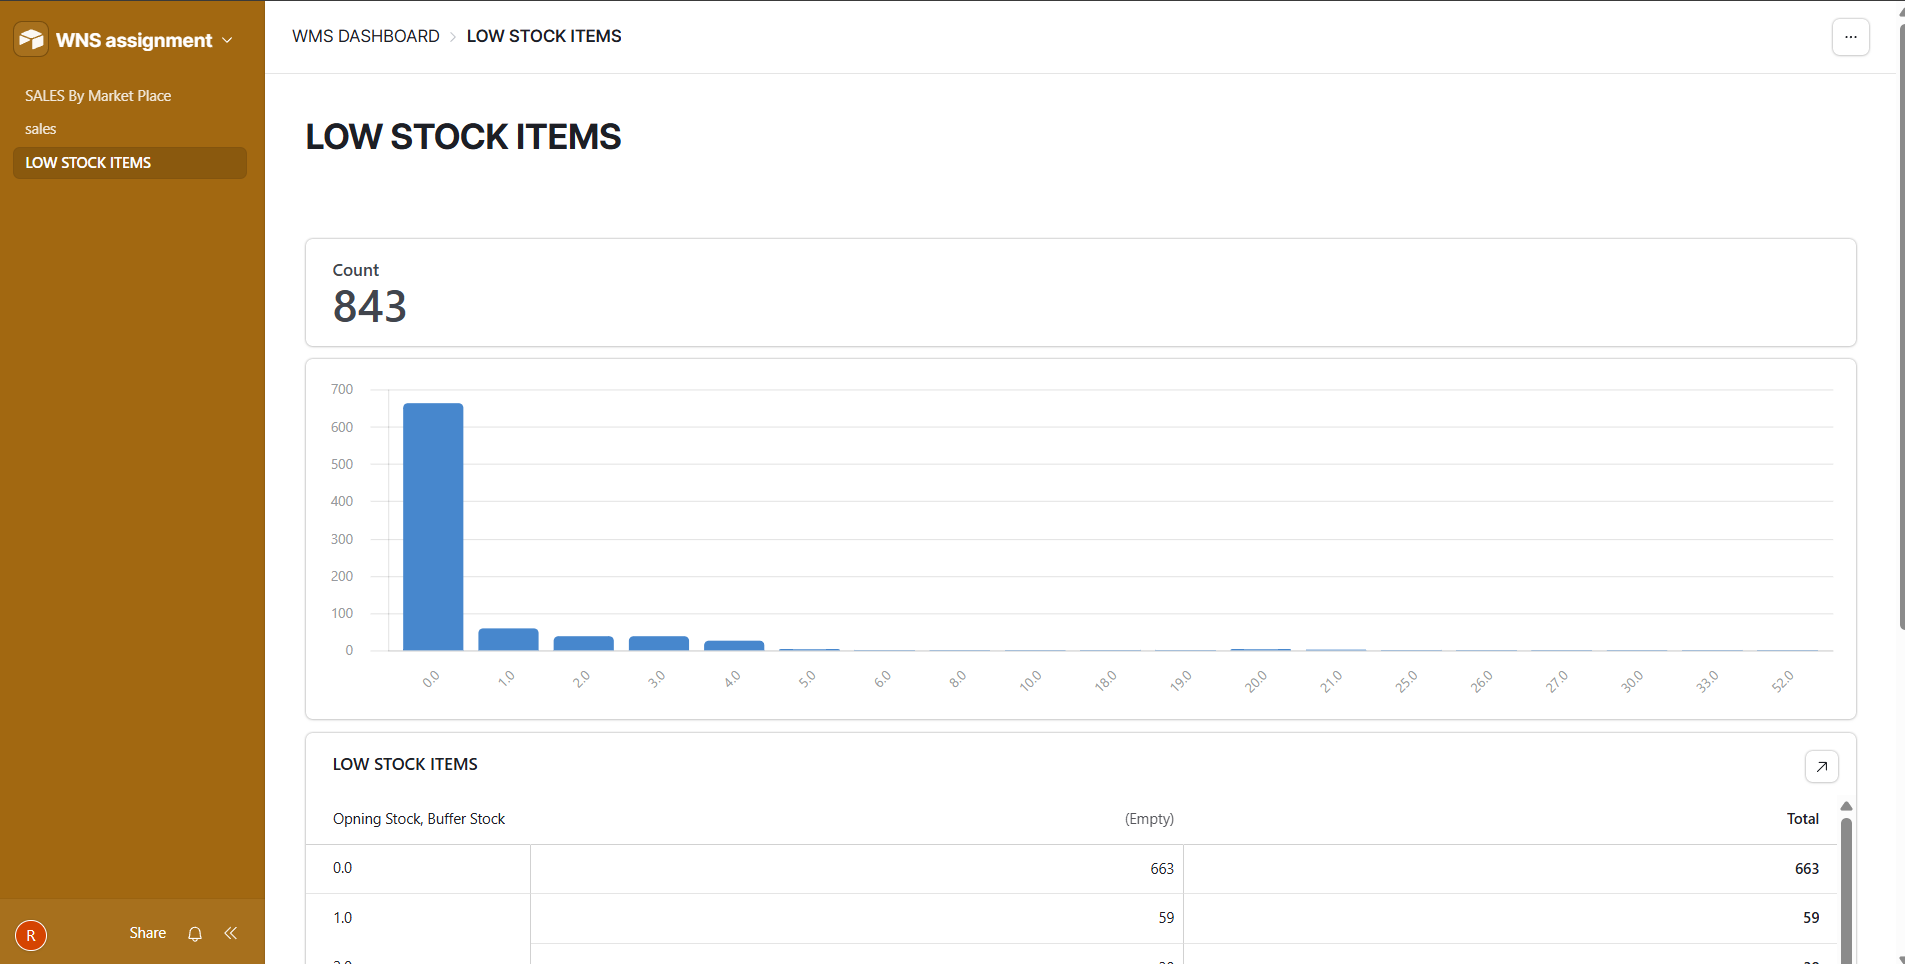 WNS assignment
SALES By Market Place
sales
LOW STOCK ITEMS
R
Share
WMS DASHBOARD > LOW STOCK ITEMS
LOW STOCK ITEMS
Count
843
700
600
500
400
300
200
100
0
0.0 1.0 2.0 3.0 4.0 5.0 6.0 8.0 10.0 18.0 19.0 20.0 21.0 25.0 26.0 27.0 30.0 33.0 52.0
LOW STOCK ITEMS
Opning Stock, Buffer Stock (Empty) Total
0.0 663 663
1.0 59 59